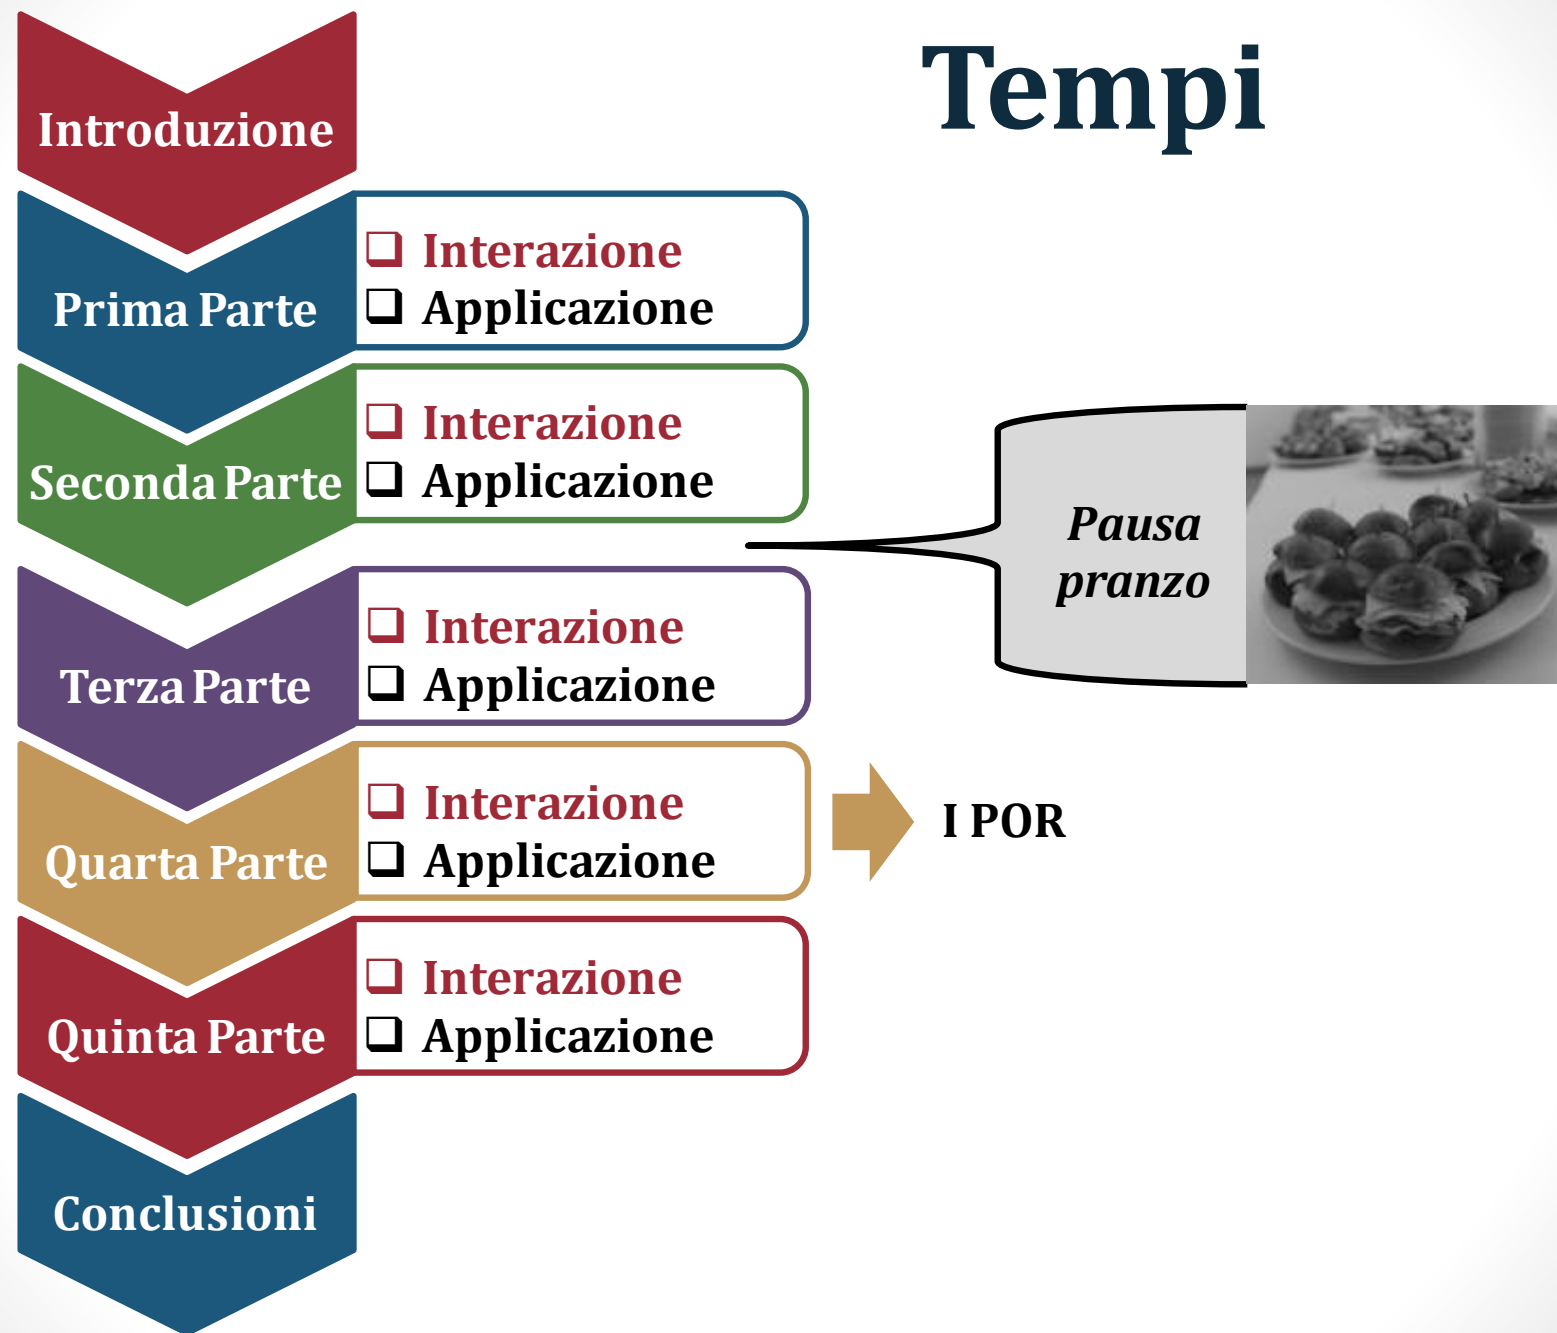 Tempi
Introduzione
Prima Parte
Interazione
Applicazione
Seconda Parte
Interazione
Applicazione
Pausa
pranzo
Terza Parte
Interazione
Applicazione
Quarta Parte
Interazione
Applicazione
I POR
Quinta Parte
Interazione
Applicazione
Conclusioni